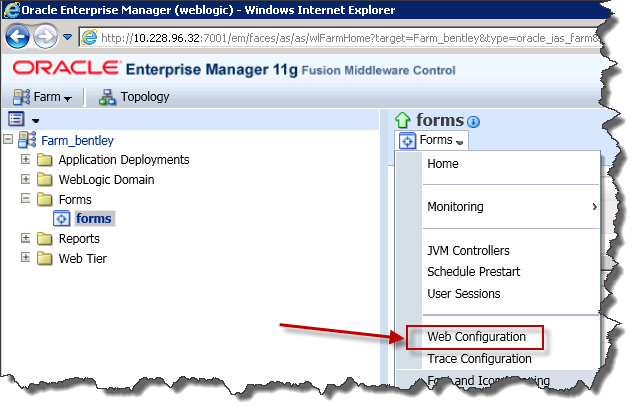 Oracle Enterprise Manager (weblogic) - Windows Internet Explorer
http://10.228.96.32:7001/em/faces/as/as/wlFarmHome?target=Farm_bentley&type=oracle_ias_farm&
ORACLE Enterprise Manager 11g Fusion Middleware Control
Farm Topology
Farm_bentley
Application Deployments
WebLogic Domain
Forms
forms
Reports
Web Tier
forms
Forms
Home
Monitoring
JVM Controllers
Schedule Prestart
User Sessions
Web Configuration
Trace Configuration
Font and Icon